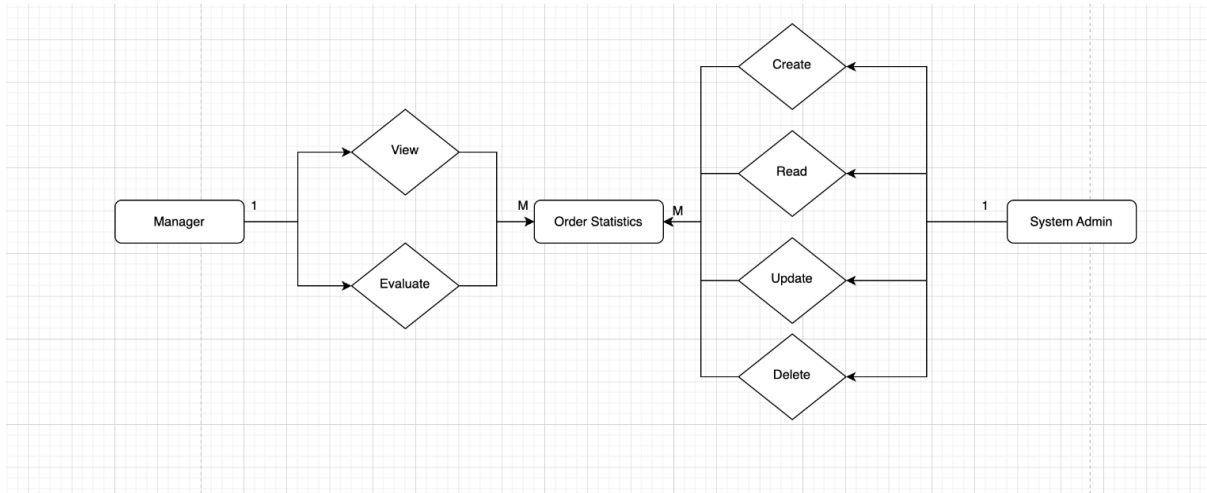 Create
View
Read
1
M
M
1
Manager
Order Statistics
System Admin
Evaluate
Update
Delete